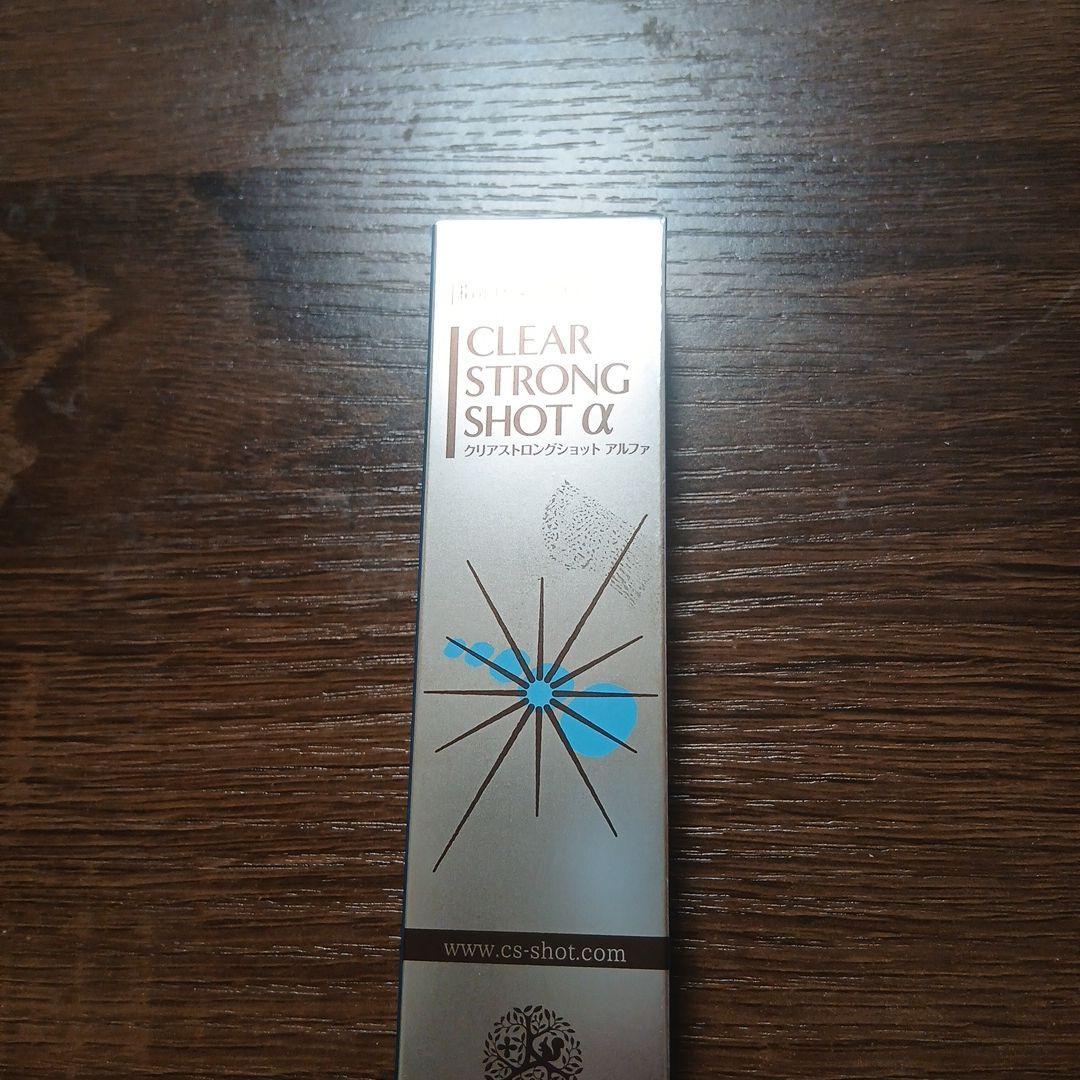 CLEAR
STRONG
SHOT α
クリアストロングショット アルファ
www.cs-shot.com